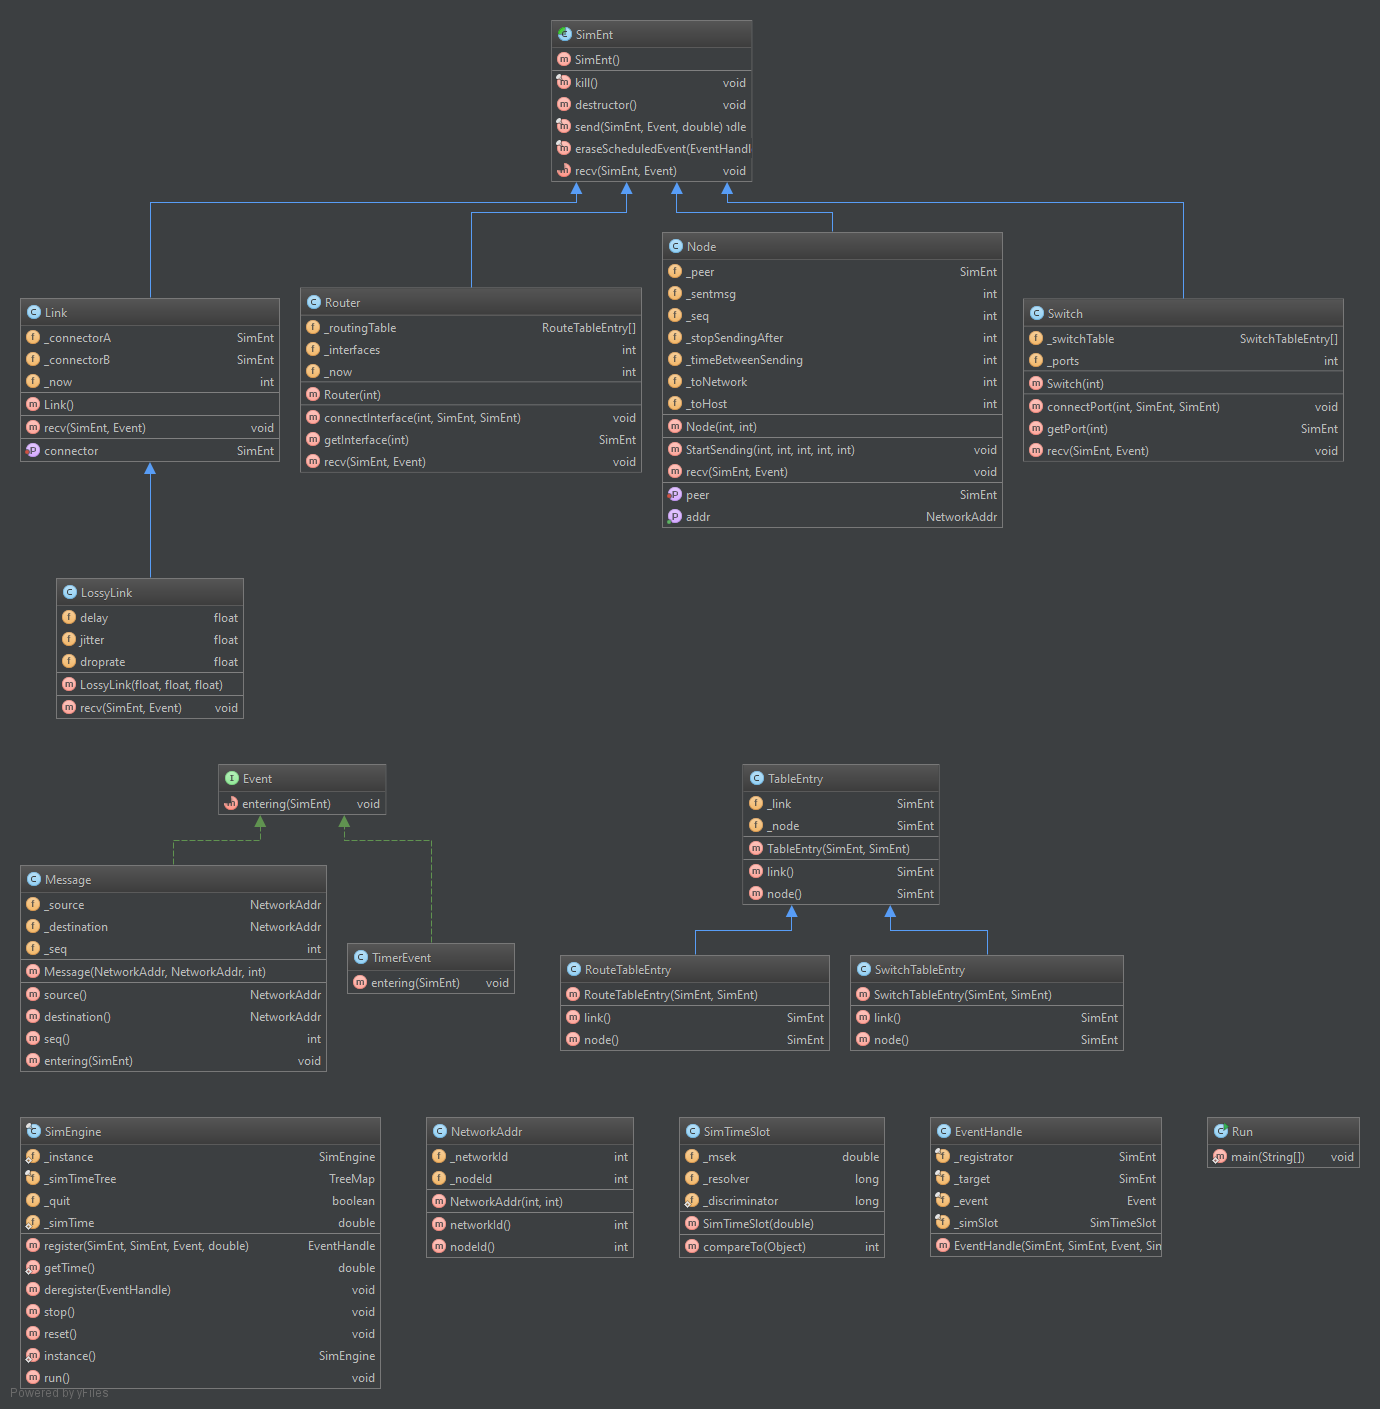 SimEnt
SimEnt()
kill() void
destructor() void
send(SimEnt, Event, double) ndle
eraseScheduledEvent(EventHandl
recv(SimEnt, Event) void
Link
_connectorA SimEnt
_connectorB SimEnt
_now int
Link()
recv(SimEnt, Event) void
connector SimEnt
Router
_routingTable RouteTableEntry[]
_interfaces int
_now int
Router(int)
connectInterface(int, SimEnt, SimEnt) void
getInterface(int) SimEnt
recv(SimEnt, Event) void
Node
_peer SimEnt
_sentmsg int
_seq int
_stopSendingAfter int
_timeBetweenSending int
_toNetwork int
_toHost int
Node(int, int)
StartSending(int, int, int, int, int) void
recv(SimEnt, Event) void
peer SimEnt
addr NetworkAddr
Switch
_switchTable SwitchTableEntry[]
_ports int
Switch(int)
connectPort(int, SimEnt, SimEnt) void
getPort(int) SimEnt
recv(SimEnt, Event) void
LossyLink
delay float
jitter float
droprate float
LossyLink(float, float, float)
recv(SimEnt, Event) void
Event
entering(SimEnt) void
Message
_source NetworkAddr
_destination NetworkAddr
_seq int
Message(NetworkAddr, NetworkAddr, int)
source() NetworkAddr
destination() NetworkAddr
seq() int
entering(SimEnt) void
TimerEvent
entering(SimEnt) void
TableEntry
_link SimEnt
_node SimEnt
TableEntry(SimEnt, SimEnt)
link() SimEnt
node() SimEnt
RouteTableEntry
RouteTableEntry(SimEnt, SimEnt)
link() SimEnt
node() SimEnt
SwitchTableEntry
SwitchTableEntry(SimEnt, SimEnt)
link() SimEnt
node() SimEnt
SimEngine
_instance SimEngine
_simTimeTree TreeMap
_quit boolean
_simTime double
register(SimEnt, SimEnt, Event, double) EventHandle
getTime() double
deregister(EventHandle) void
stop() void
reset() void
instance() SimEngine
run() void
NetworkAddr
_networkId int
_nodeId int
NetworkAddr(int, int)
networkId() int
nodeId() int
SimTimeSlot
_msek double
_resolver long
_discriminator long
SimTimeSlot(double)
compareTo(Object) int
EventHandle
_registrator SimEnt
_target SimEnt
_event Event
_simSlot SimTimeSlot
EventHandle(SimEnt, SimEnt, Event, Sin
Run
main(String[]) void
Powered by yFiles